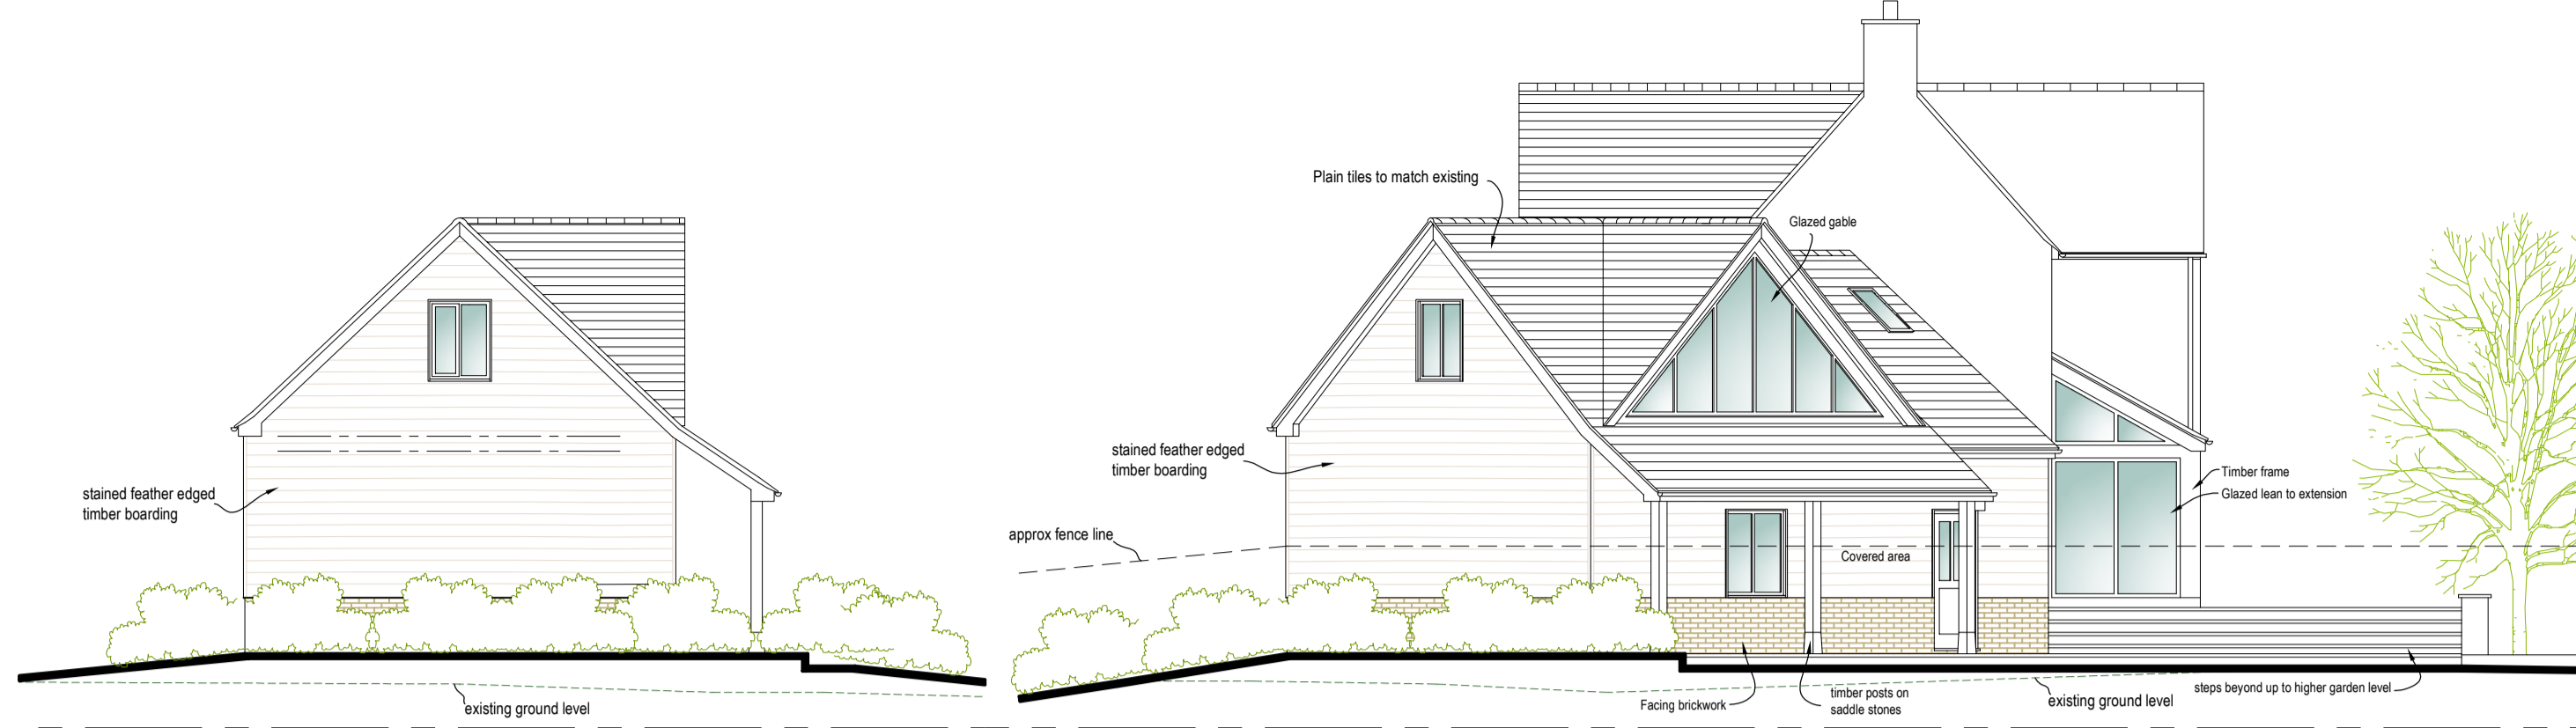 stained feather edged
timber boarding
existing ground level
Plain tiles to match existing
Glazed gable
stained feather edged
timber boarding
approx fence line
Covered area
Timber frame
Glazed lean to extension
Facing brickwork
timber posts on
saddle stones
existing ground level
steps beyond up to higher garden level